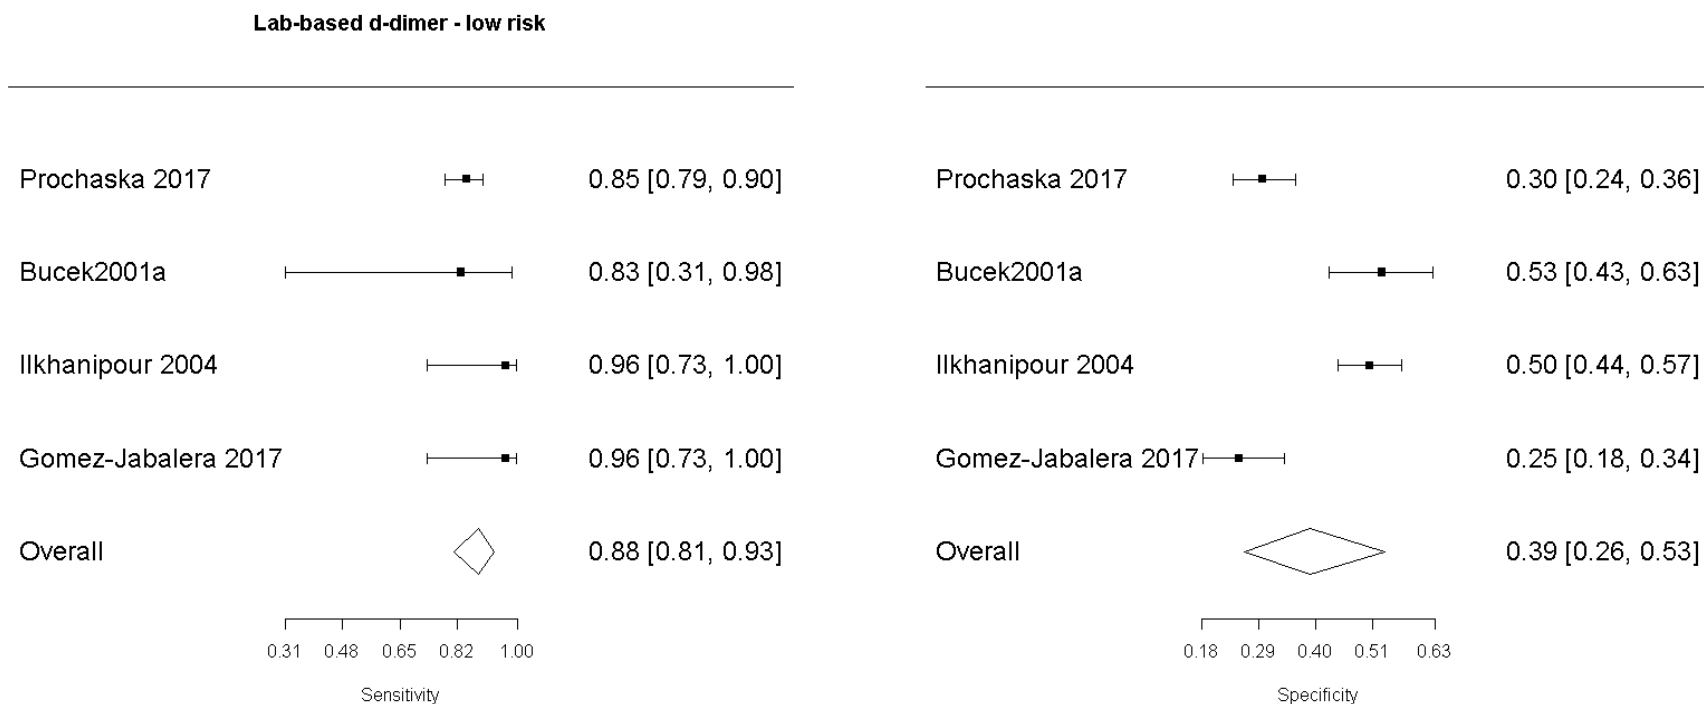 Lab-based d-dimer - low risk
Prochaska 2017 0.85 [0.79, 0.90]
Bucek2001a 0.83 [0.31, 0.98]
Ilkhanipour 2004 0.96 [0.73, 1.00]
Gomez-Jabalera 2017 0.96 [0.73, 1.00]
Overall 0.88 [0.81, 0.93]
0.31 0.48 0.65 0.82 1.00
Sensitivity
Prochaska 2017 0.30 [0.24, 0.36]
Bucek2001a 0.53 [0.43, 0.63]
Ilkhanipour 2004 0.50 [0.44, 0.57]
Gomez-Jabalera 2017 0.25 [0.18, 0.34]
Overall 0.39 [0.26, 0.53]
0.18 0.29 0.40 0.51 0.63
Specificity